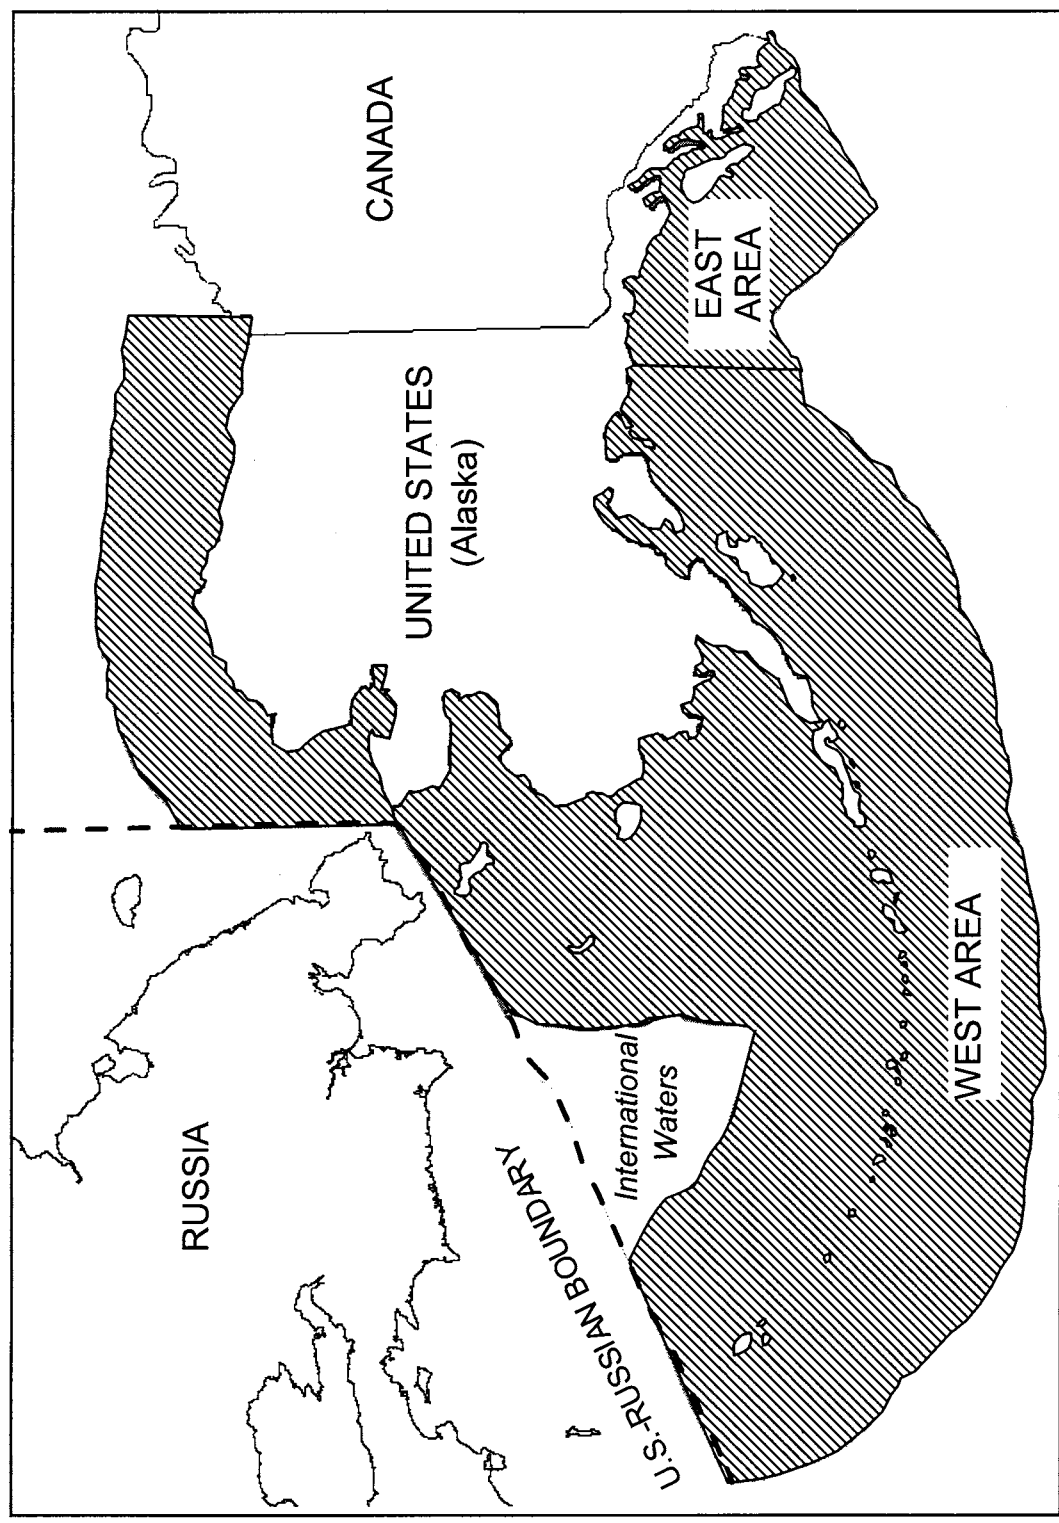 RUSSIA
CANADA
UNITED STATES
(Alaska)
U.S.-RUSSIAN BOUNDARY
International
Waters
EAST
AREA
WEST AREA